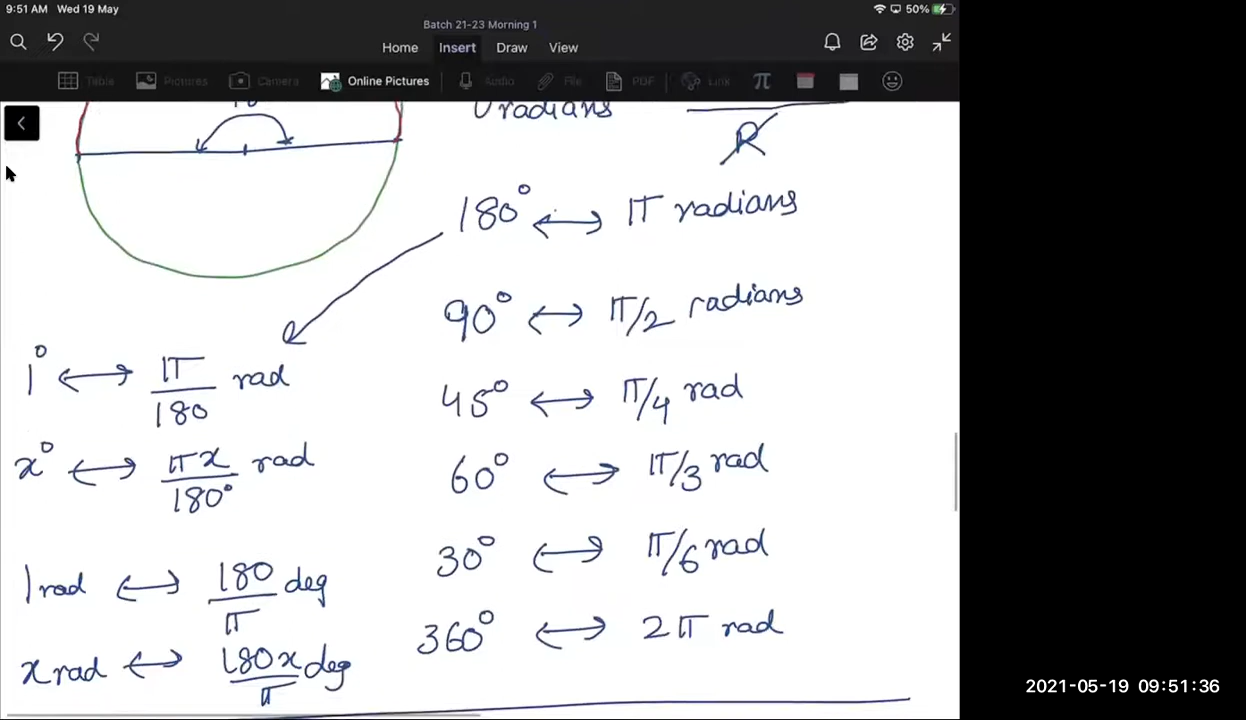 9:51 AM Wed 19 May
50%
Batch 21-23 Morning 1
Home Insert Draw View
Table Pictures Camera Online Pictures Audio File PDF Link π
radians
R
180° ↔ π radians
90° ↔ π/2 radians
1° ↔ π/180 rad
45° ↔ π/4 rad
x° ↔ πx/180° rad
60° ↔ π/3 rad
30° ↔ π/6 rad
1 rad ↔ 180/π deg
360° ↔ 2π rad
x rad ↔ 180x/π deg
2021-05-19 09:51:36